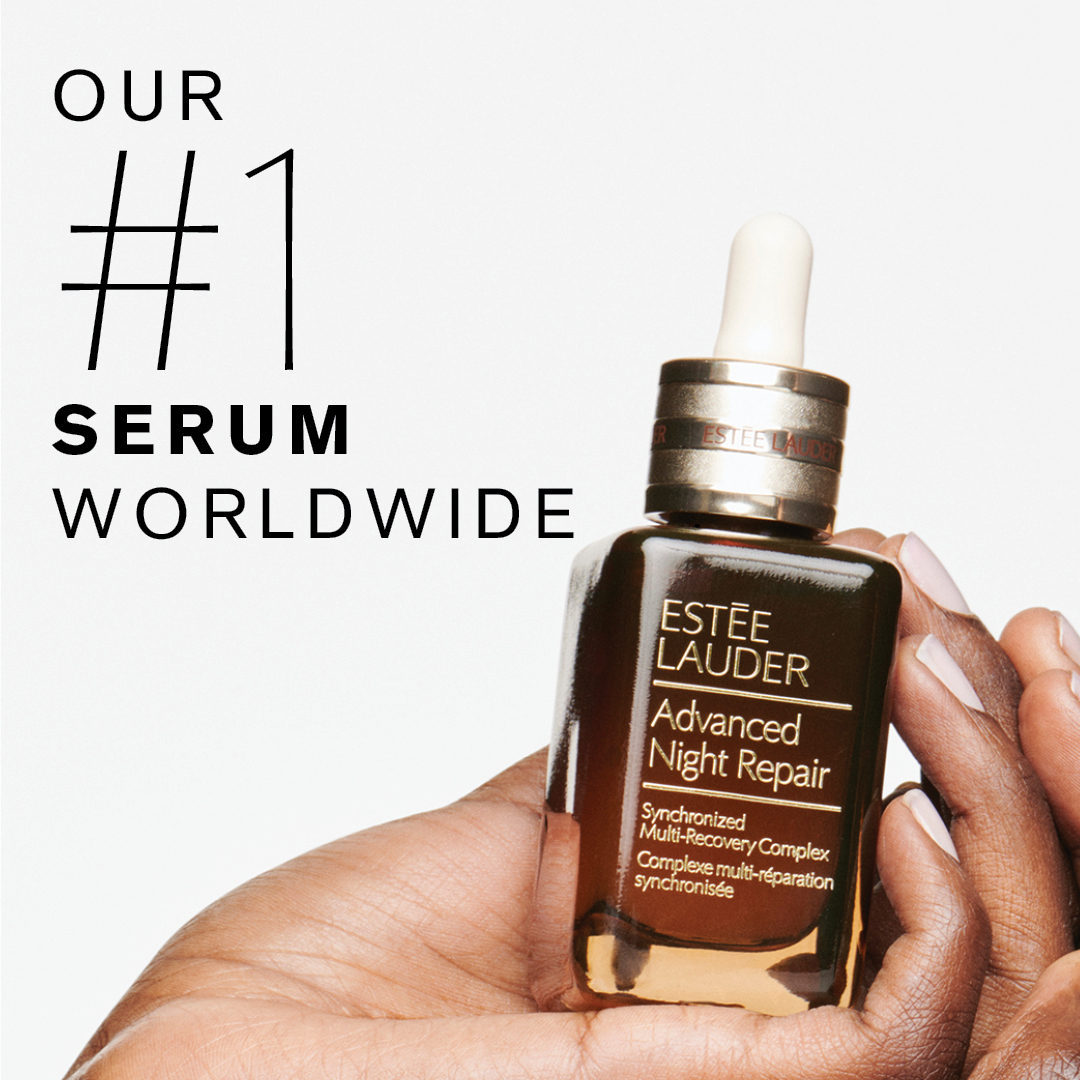 OUR
#1
SERUM
WORLDWIDE
ESTĒE LAUDER
ESTĒE
LAUDER
Advanced
Night Repair
Synchronized
Multi-Recovery Complex
Complexe multi-réparation
synchronisée